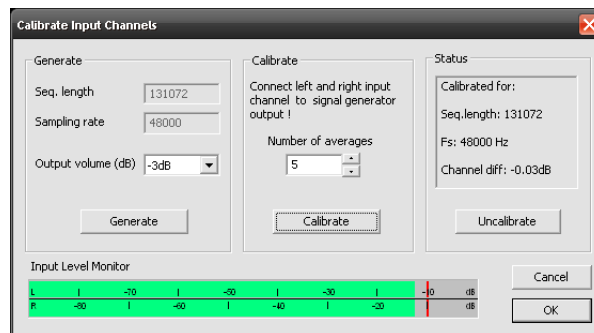 Calibrate Input Channels
Generate
Seq. length
131072
Sampling rate
48000
Output volume (dB)
-3dB
Generate
Calibrate
Connect left and right input
channel to signal generator
output !
Number of averages
5
Calibrate
Status
Calibrated for:
Seq.length: 131072
Fs: 48000 Hz
Channel diff: -0.03dB
Uncalibrate
Input Level Monitor
L -70 -50 -30 -10 dB
R -80 -60 -40 -20 dB
Cancel
OK